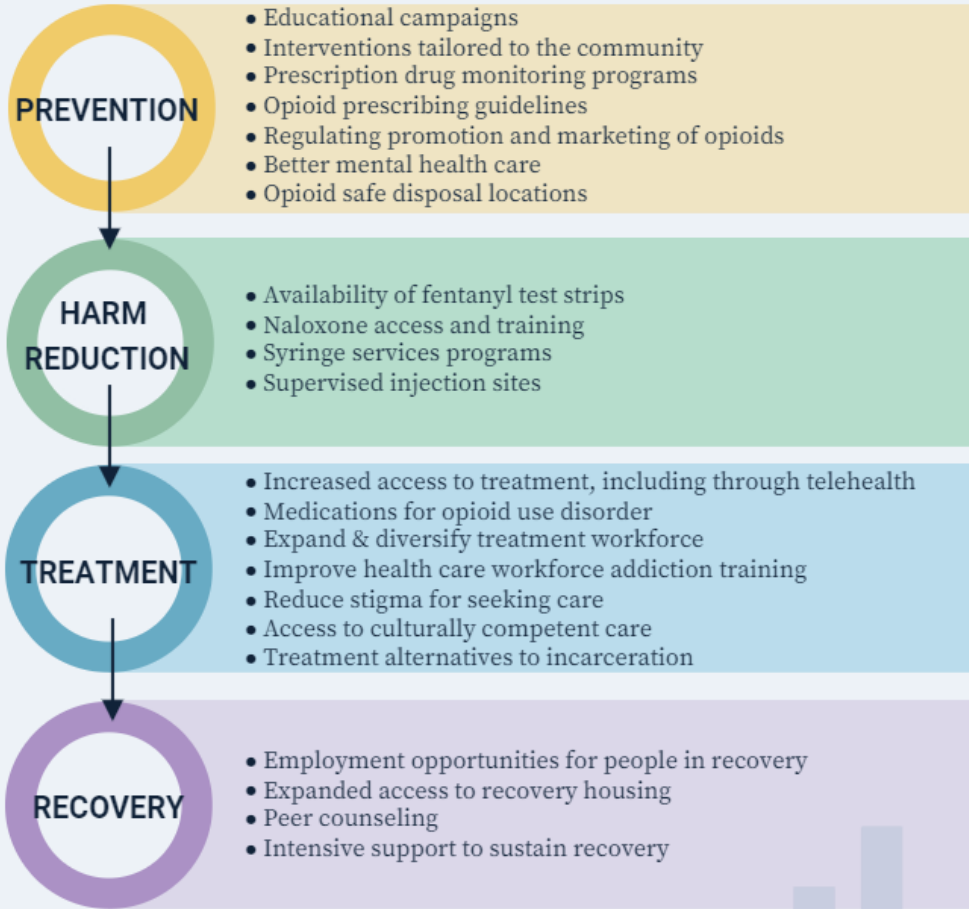 PREVENTION
• Educational campaigns
• Interventions tailored to the community
• Prescription drug monitoring programs
• Opioid prescribing guidelines
• Regulating promotion and marketing of opioids
• Better mental health care
• Opioid safe disposal locations
HARM
REDUCTION
• Availability of fentanyl test strips
• Naloxone access and training
• Syringe services programs
• Supervised injection sites
TREATMENT
• Increased access to treatment, including through telehealth
• Medications for opioid use disorder
• Expand & diversify treatment workforce
• Improve health care workforce addiction training
• Reduce stigma for seeking care
• Access to culturally competent care
• Treatment alternatives to incarceration
RECOVERY
• Employment opportunities for people in recovery
• Expanded access to recovery housing
• Peer counseling
• Intensive support to sustain recovery